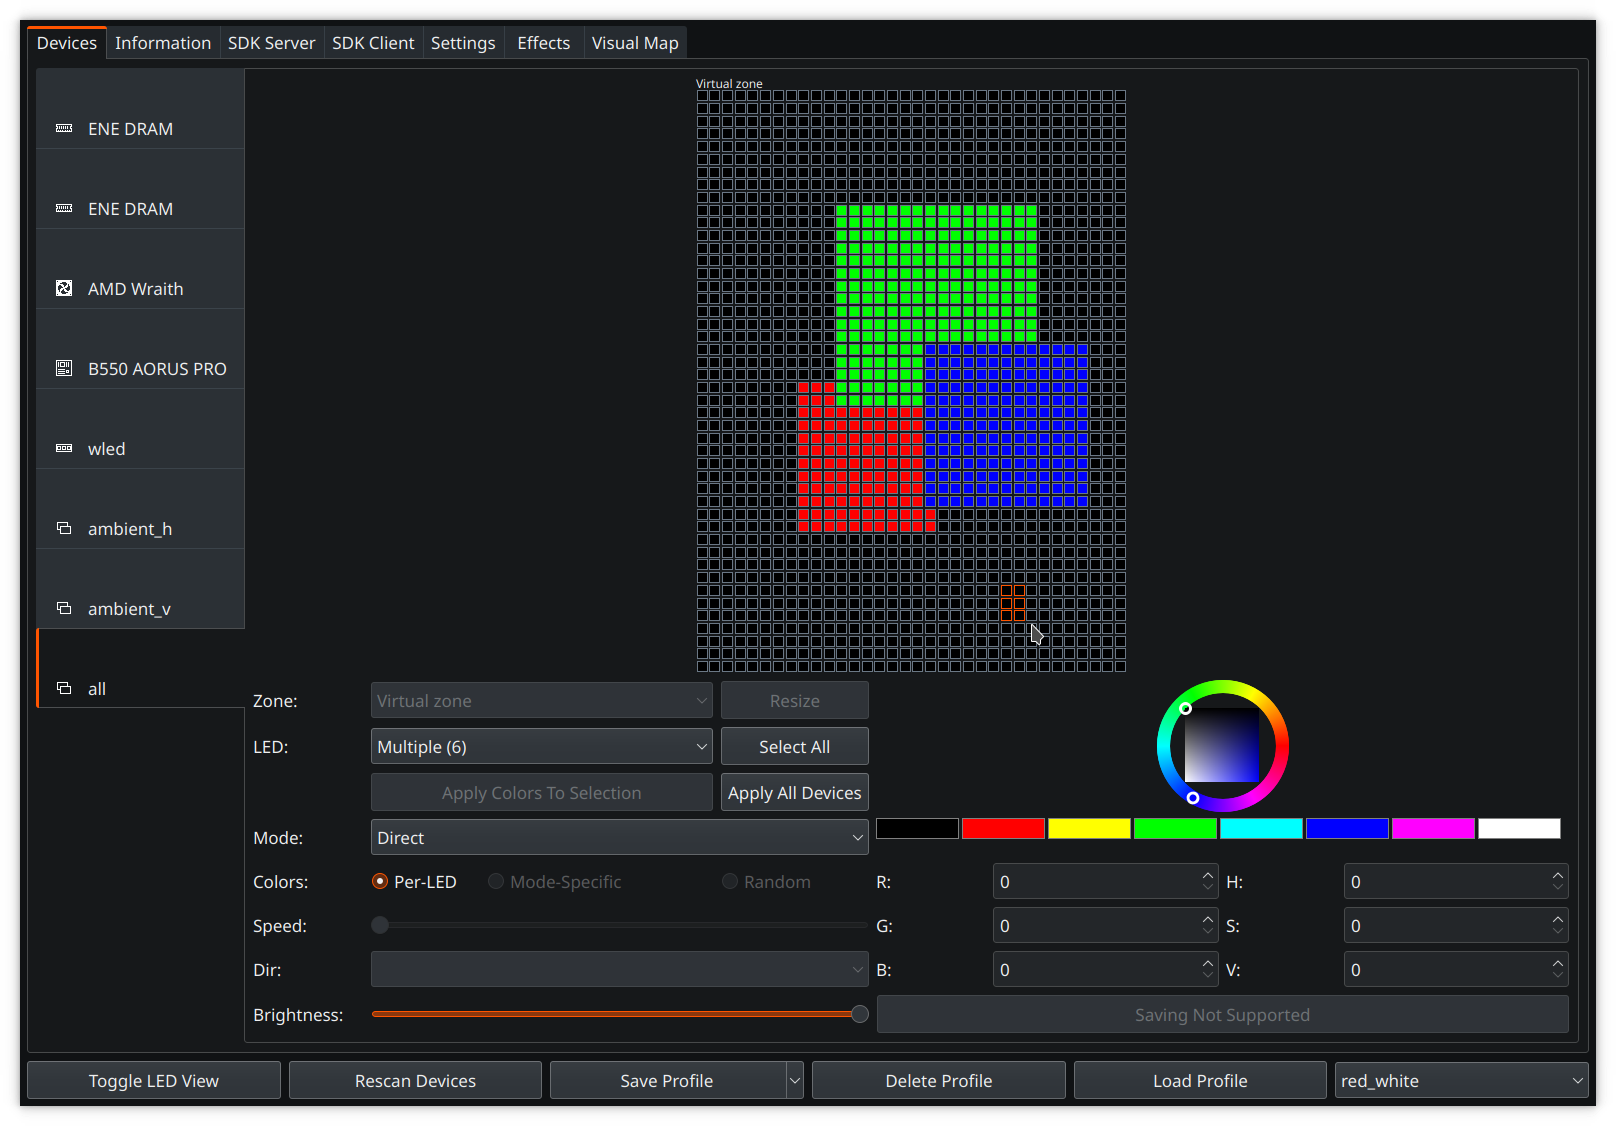 Devices Information SDK Server SDK Client Settings Effects Visual Map
Virtual zone
ENE DRAM
ENE DRAM
AMD Wraith
B550 AORUS PRO
wled
ambient_h
ambient_v
all
Zone: Virtual zone Resize
LED: Multiple (6) Select All
Apply Colors To Selection Apply All Devices
Mode: Direct
Colors: Per-LED Mode-Specific Random R: 0 H: 0
Speed: G: 0 S: 0
Dir: B: 0 V: 0
Brightness: Saving Not Supported
Toggle LED View Rescan Devices Save Profile Delete Profile Load Profile red_white